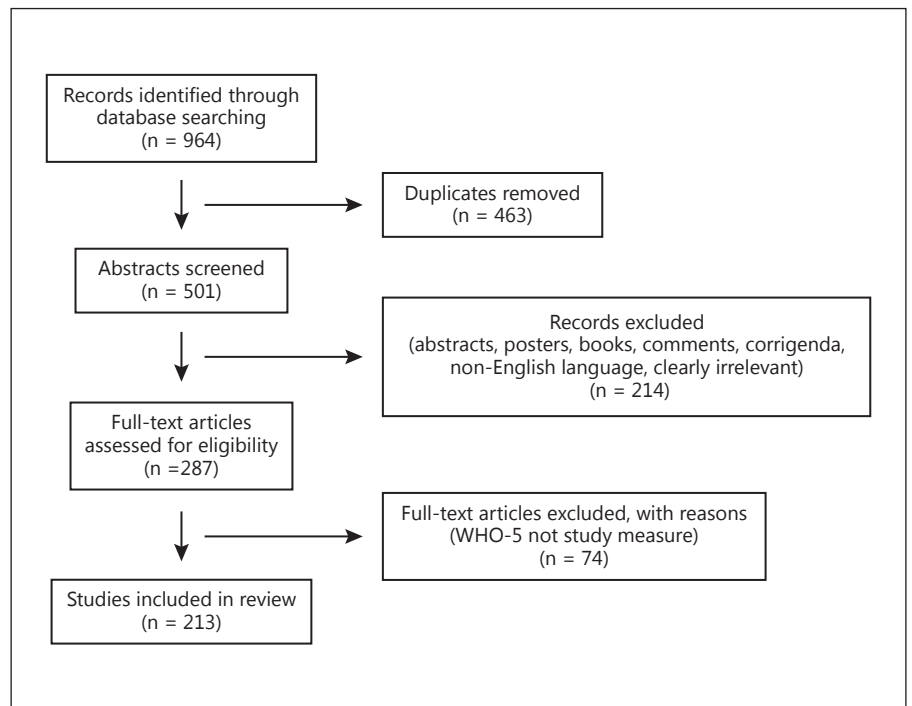 Records identified through
database searching
(n = 964)
Duplicates removed
(n = 463)
Abstracts screened
(n = 501)
Records excluded
(abstracts, posters, books, comments, corrigenda,
non-English language, clearly irrelevant)
(n = 214)
Full-text articles
assessed for eligibility
(n =287)
Full-text articles excluded, with reasons
(WHO-5 not study measure)
(n = 74)
Studies included in review
(n = 213)